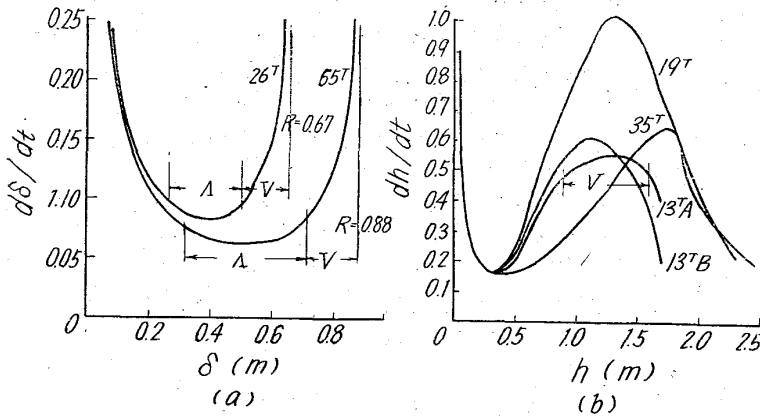 0.25
0.20
0.15
1.00
0.05
0
dδ/dt
26ᵀ
65ᵀ
R=0.67
Λ
V
R=0.88
Λ
V
0.2
0.4
0.6
0.8
δ (m)
(a)
1.0
0.9
0.8
0.7
0.6
0.5
0.4
0.3
0.2
0.1
0
dh/dt
19ᵀ
35ᵀ
V
13ᵀA
13ᵀB
0.5
1.0
1.5
2.0
2.5
h (m)
(b)